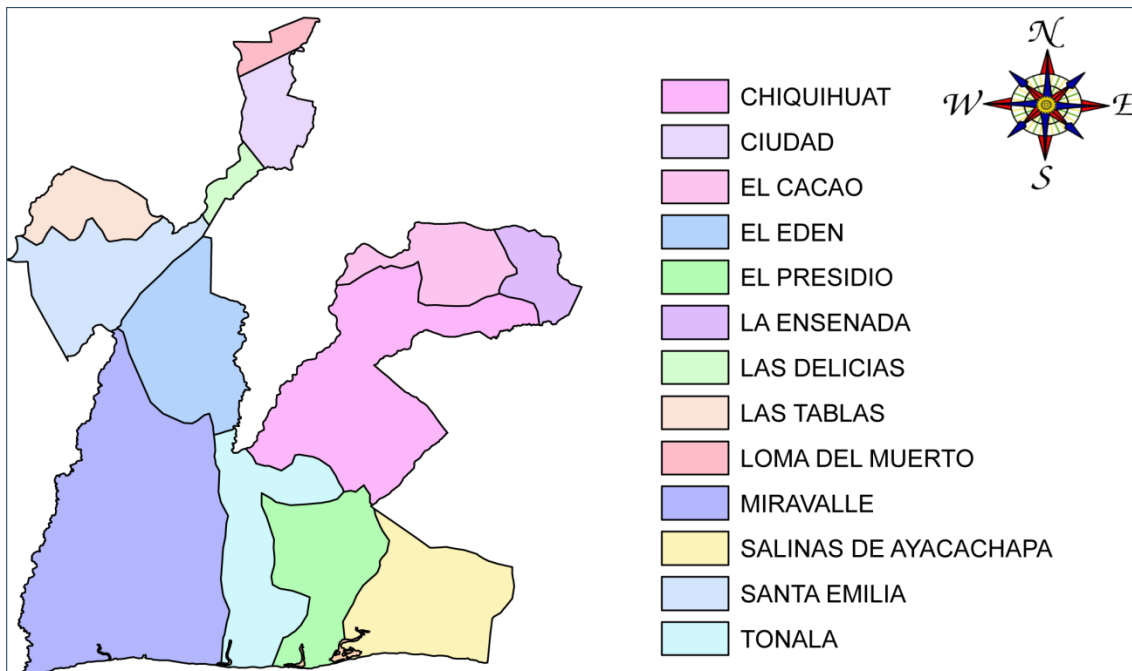 N
W
E
S
CHIQUIHUAT
CIUDAD
EL CACAO
EL EDEN
EL PRESIDIO
LA ENSENADA
LAS DELICIAS
LAS TABLAS
LOMA DEL MUERTO
MIRAVALLE
SALINAS DE AYACACHAPA
SANTA EMILIA
TONALA